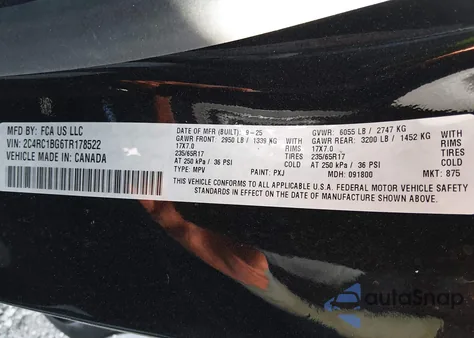 MFD BY: FCA US LLC
VIN: 2C4RC1BG6TR178522
VEHICLE MADE IN: CANADA
DATE OF MFR (BUILT): 9-25
GAWR FRONT: 2950 LB / 1339 KG
17X7.0 RIMS
235/65R17 TIRES
AT 250 kPa / 36 PSI
TYPE: MPV
PAINT: PXJ
GVWR: 6055 LB / 2747 KG
GAWR REAR: 3200 LB / 1452 KG
17X7.0 RIMS
235/65R17 TIRES
AT 250 kPa / 36 PSI
MDH: 091800
MKT: 875
THIS VEHICLE CONFORMS TO ALL APPLICABLE U.S. FEDERAL MOTOR VEHICLE SAFETY
STANDARDS IN EFFECT ON THE DATE OF MANUFACTURE SHOWN ABOVE.
autoSnap